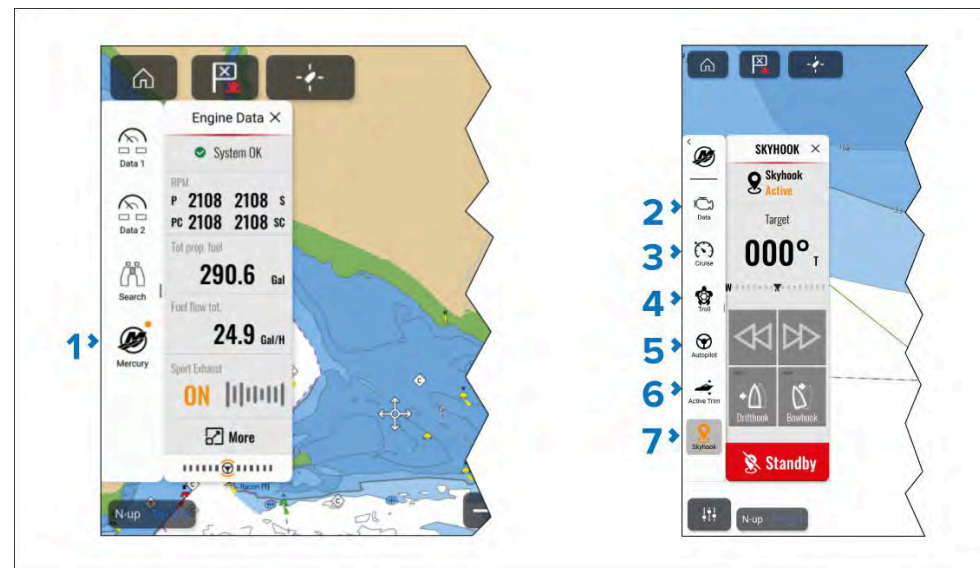 Engine Data ×
System OK
RPM
P 2108 2108 S
PC 2108 2108 SC
Tot prop. fuel
290.6 Gal
Fuel flow tot.
24.9 Gal/H
Sport Exhaust
ON
More
Data 1
Data 2
Search
1
Mercury
N-up
Racon (T)
SKYHOOK ×
Skyhook
Active
Target
000° T
W
2
Data
3
Cruise
4
Troll
5
Autopilot
6
Active Trim
7
Skyhook
Drifthook
Bowhook
Standby
N-up